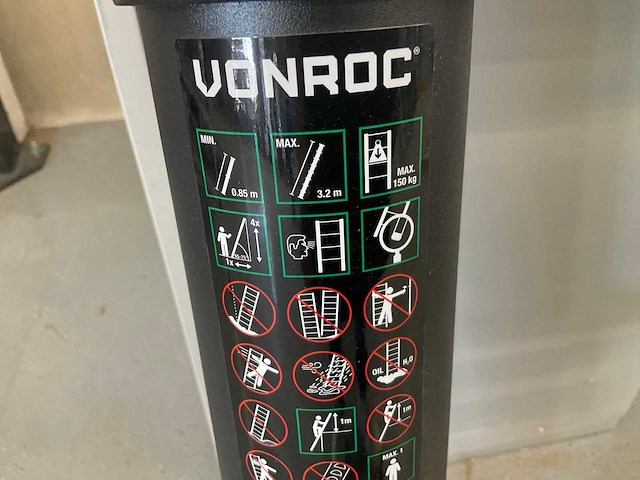 VONROC®
MIN.
0.85 m
MAX.
3.2 m
MAX.
150 kg
4x
1x
1m
OIL H₂O
1m
MAX. 1